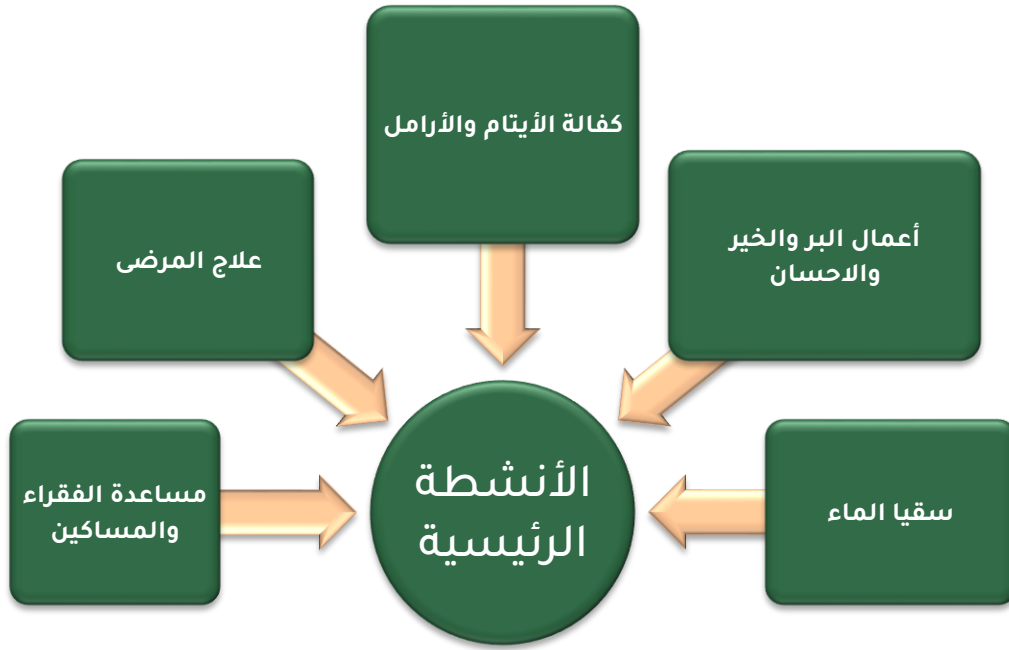 كفالة الأيتام والأرامل
أعمال البر والخير
والاحسان
علاج المرضى
سقيا الماء
مساعدة الفقراء
والمساكين
الأنشطة
الرئيسية